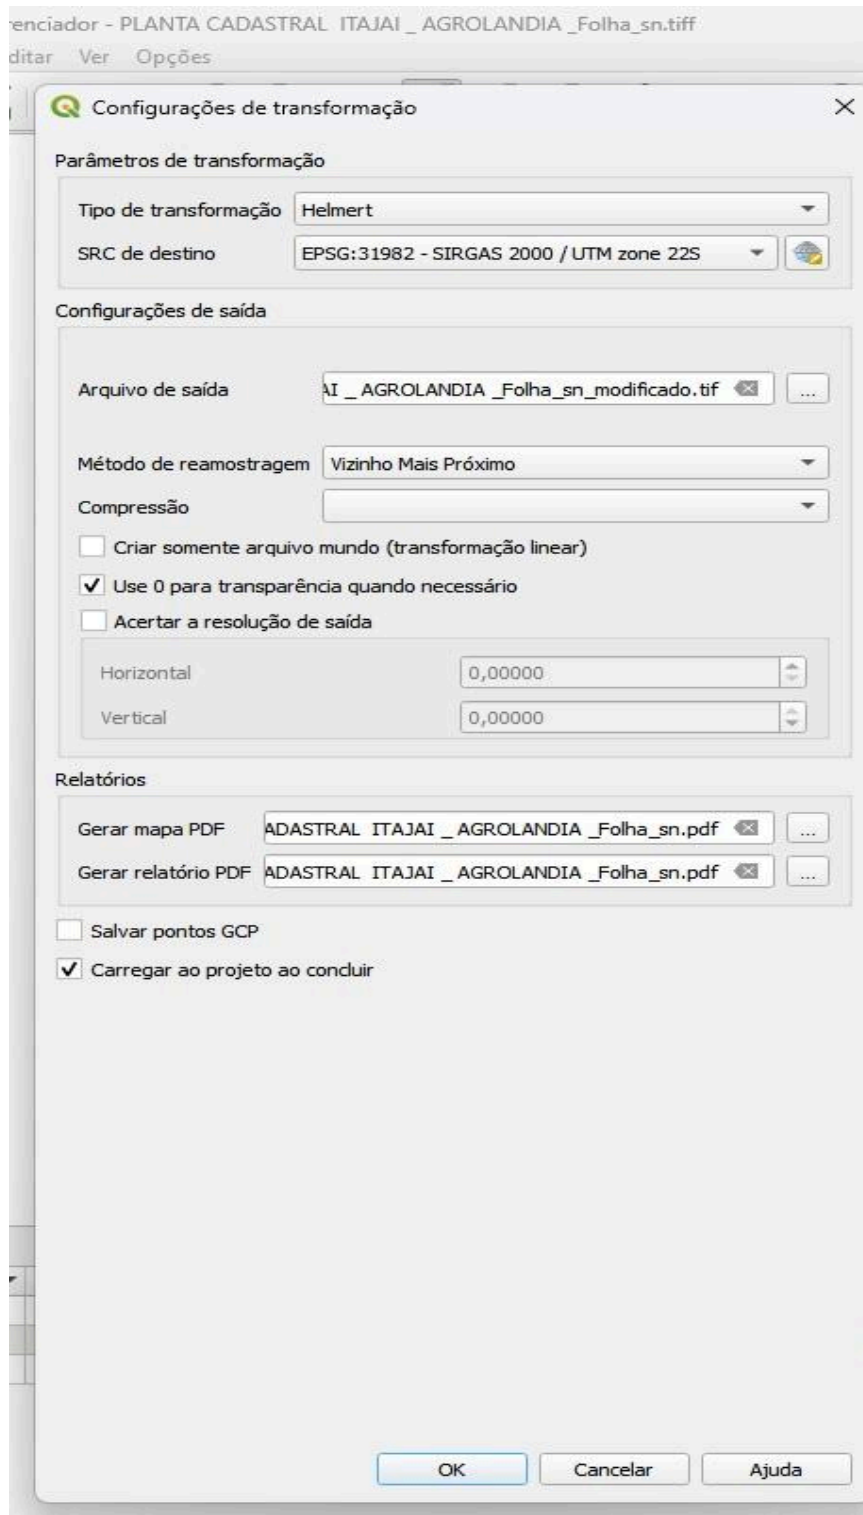 renciador - PLANTA CADASTRAL ITAJAI _ AGROLANDIA _Folha_sn.tiff
ditar Ver Opções
Configurações de transformação
Parâmetros de transformação
Tipo de transformação Helmert
SRC de destino EPSG:31982 - SIRGAS 2000 / UTM zone 22S
Configurações de saída
Arquivo de saída AI _ AGROLANDIA _Folha_sn_modificado.tif ...
Método de reamostragem Vizinho Mais Próximo
Compressão
Criar somente arquivo mundo (transformação linear)
Use 0 para transparência quando necessário
Acertar a resolução de saída
Horizontal 0,00000
Vertical 0,00000
Relatórios
Gerar mapa PDF ADASTRAL ITAJAI _ AGROLANDIA _Folha_sn.pdf ...
Gerar relatório PDF ADASTRAL ITAJAI _ AGROLANDIA _Folha_sn.pdf ...
Salvar pontos GCP
Carregar ao projeto ao concluir
OK Cancelar Ajuda